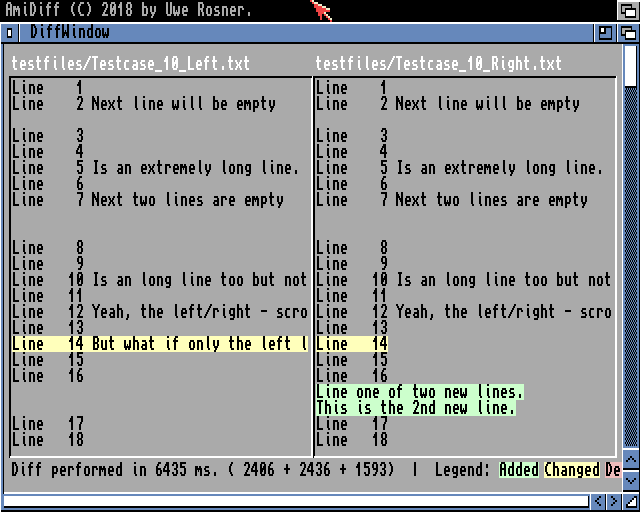 AmiDiff (C) 2018 by Uwe Rosner.
DiffWindow
testfiles/Testcase_10_Left.txt testfiles/Testcase_10_Right.txt
Line 1 Line 1
Line 2 Next line will be empty Line 2 Next line will be empty
Line 3 Line 3
Line 4 Line 4
Line 5 Is an extremely long line. Line 5 Is an extremely long line.
Line 6 Line 6
Line 7 Next two lines are empty Line 7 Next two lines are empty
Line 8 Line 8
Line 9 Line 9
Line 10 Is an long line too but not Line 10 Is an long line too but not
Line 11 Line 11
Line 12 Yeah, the left/right - scro Line 12 Yeah, the left/right - scro
Line 13 Line 13
Line 14 But what if only the left l Line 14
Line 15 Line 15
Line 16 Line 16
Line one of two new lines.
This is the 2nd new line.
Line 17 Line 17
Line 18 Line 18
Diff performed in 6435 ms. ( 2406 + 2436 + 1593) | Legend: Added Changed De